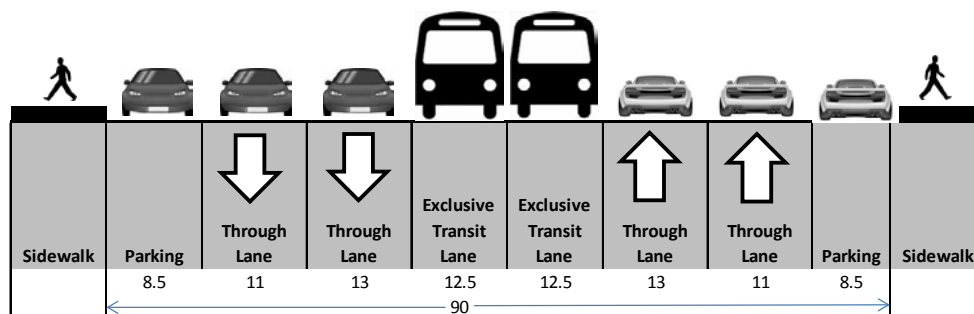 Sidewalk
Parking
Through
Lane
Through
Lane
Exclusive
Transit
Lane
Exclusive
Transit
Lane
Through
Lane
Through
Lane
Parking
Sidewalk
8.5 11 13 12.5 12.5 13 11 8.5
90